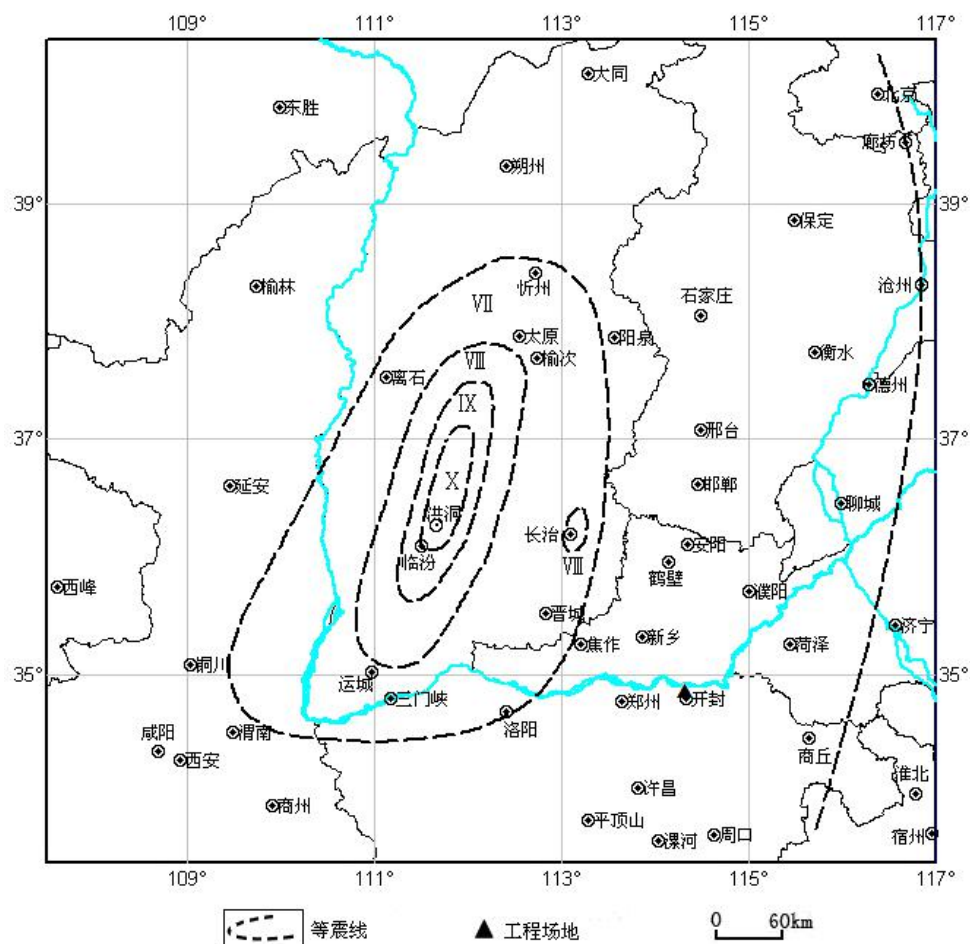 109° 111° 113° 115° 117°
大同
北京
东胜
廊坊
朔州
39° 39°
保定
忻州
沧州
榆林
VII
石家庄
太原 阳泉
榆次
衡水
VIII
离石
德州
IX
37° 邢台 37°
X
延安 邯郸
聊城
洪洞
长治
安阳
临汾
VIII
鹤壁
西峰 濮阳
晋城 济宁
新乡
焦作 菏泽
铜川
35° 35°
运城
三门峡 郑州 开封
咸阳 渭南 洛阳
商丘
西安
淮北
许昌
商州
平顶山 周口
漯河 宿州
109° 111° 113° 115° 117°
等震线 工程场地 0 60km